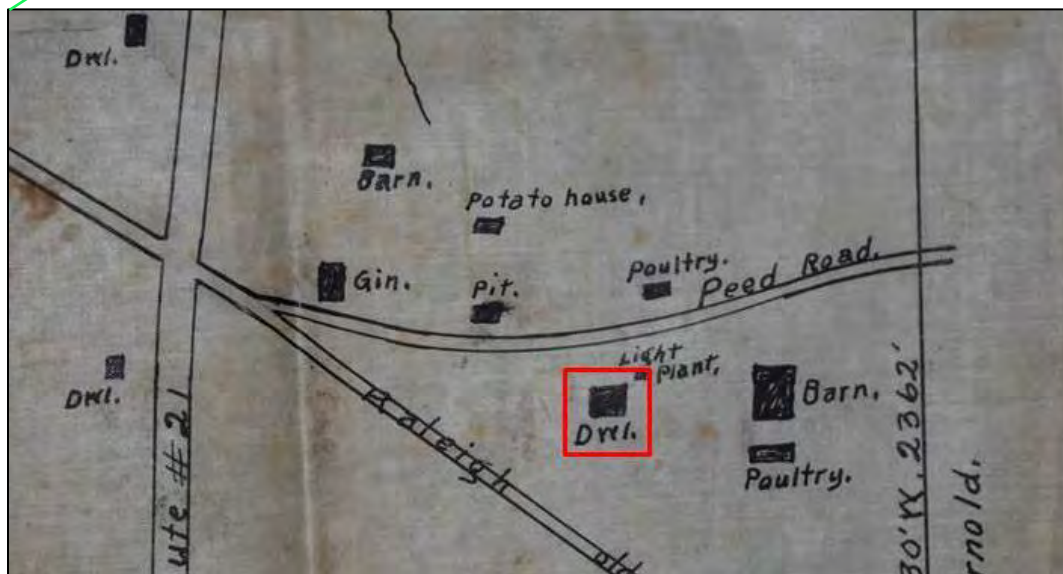 Dwl.
Barn.
Potato house.
Gin.
Pit.
Poultry.
Peed Road.
Light
Plant.
Dwl.
Dwl.
Barn.
Poultry.
Raleigh
old
ute #21
30'W. 2362'
rnold.